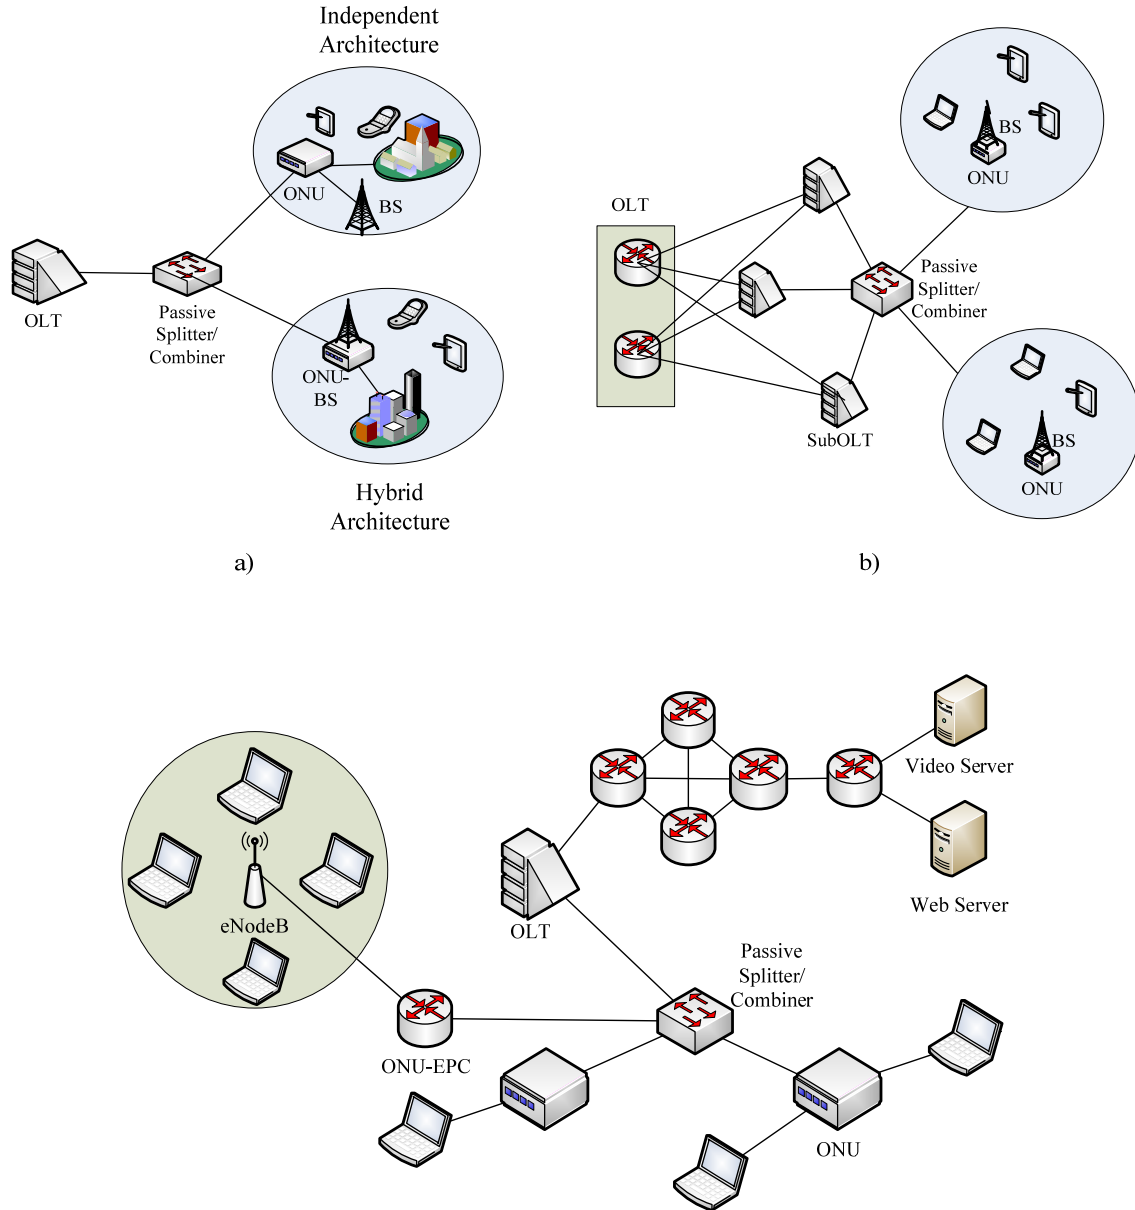 Independent
Architecture
ONU
BS
OLT
Passive
Splitter/
Combiner
ONU-
BS
Hybrid
Architecture
a)
OLT
BS
ONU
Passive
Splitter/
Combiner
SubOLT
BS
ONU
b)
Video Server
Web Server
eNodeB
OLT
Passive
Splitter/
Combiner
ONU-EPC
ONU